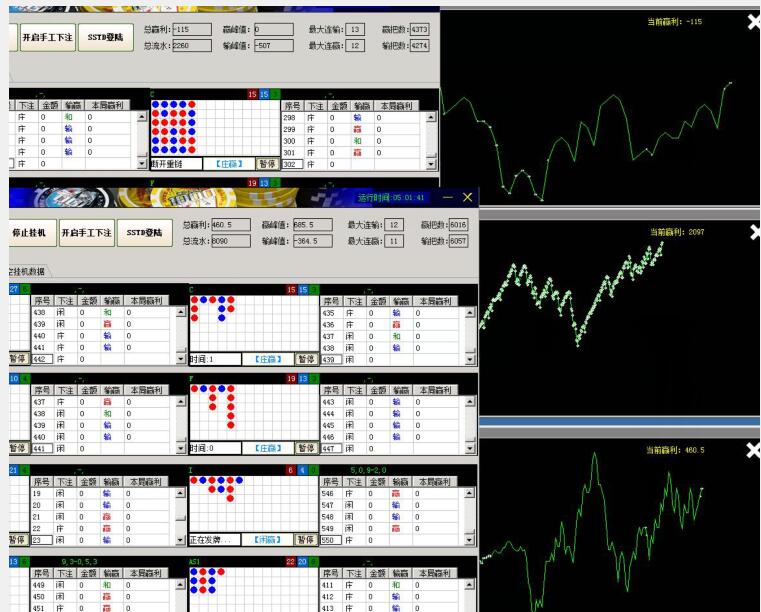 当前赢利: -115
开启手工下注 SSTD登陆 总赢利: -115 赢峰值: 0 最大连输: 13 赢把数: 4373
总流水: 2260 输峰值: -507 最大连赢: 12 输把数: 4274
C 15 15
下注 金额 输赢 本局赢利
庄 0 和 0
庄 0 输 0
庄 0 输 0
庄 0 输 0
庄 0
断开重链 【庄赢】 暂停
序号 下注 金额 输赢 本局赢利
298 庄 0 输 0
299 庄 0 赢 0
300 庄 0 和 0
301 庄 0 赢 0
302 庄 0
F 19 13
运行时间:05:01:41
停止挂机 开启手工下注 SSTD登陆 总赢利: 460.5 赢峰值: 685.5 最大连输: 12 赢把数: 6016
总流水: 8090 输峰值: -364.5 最大连赢: 11 输把数: 6057
当前赢利: 2097
挂机数据
27 6
序号 下注 金额 输赢 本局赢利
438 闲 0 和 0
439 闲 0 赢 0
440 庄 0 输 0
441 庄 0 输 0
暂停 442 庄 0
C 15 15
时间:1 【庄赢】 暂停
序号 下注 金额 输赢 本局赢利
435 庄 0 输 0
436 庄 0 赢 0
437 闲 0 和 0
438 闲 0 输 0
439 闲 0
10 4
序号 下注 金额 输赢 本局赢利
437 庄 0 赢 0
438 闲 0 和 0
439 闲 0 输 0
440 闲 0 输 0
暂停 441 闲 0
F 19 13
时间:0 【庄赢】 暂停
序号 下注 金额 输赢 本局赢利
443 闲 0 输 0
444 闲 0 输 0
445 闲 0 输 0
446 闲 0 输 0
447 闲 0
当前赢利: 460.5
21 4
序号 下注 金额 输赢 本局赢利
19 闲 0 输 0
20 闲 0 输 0
21 闲 0 赢 0
22 庄 0 赢 0
暂停 23 闲 0
I 6 4 0
正在发牌... 【闲赢】 暂停
5,0,9-2,0
序号 下注 金额 输赢 本局赢利
546 庄 0 赢 0
547 闲 0 输 0
548 闲 0 输 0
549 闲 0 赢 0
550 庄 0
13 6
9,3-0,5,3
序号 下注 金额 输赢 本局赢利
449 闲 0 和 0
450 闲 0 赢 0
451 庄 0 赢 0
AS1 22 20
序号 下注 金额 输赢 本局赢利
411 庄 0 和 0
412 庄 0 输 0
413 闲 0 输 0